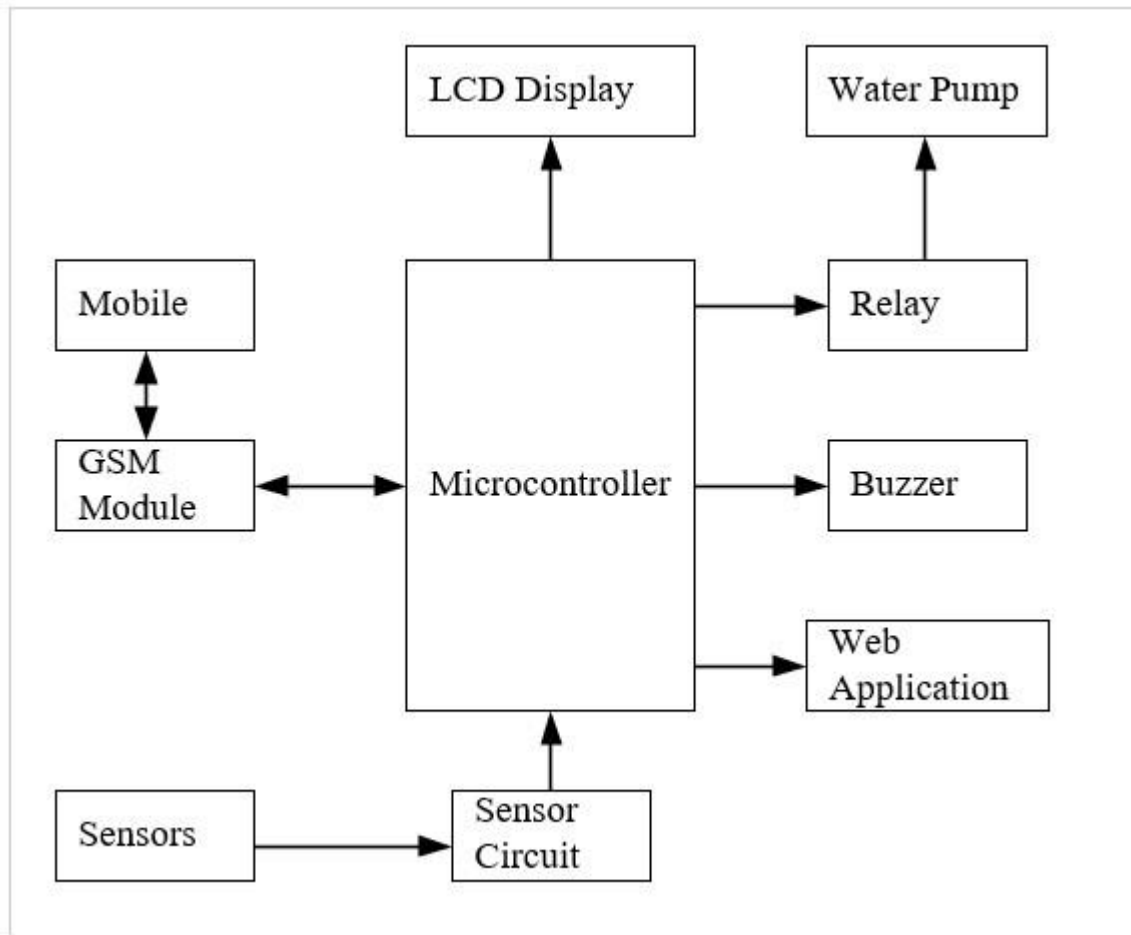 LCD Display
Water Pump
Mobile
Relay
GSM
Module
Microcontroller
Buzzer
Web
Application
Sensors
Sensor
Circuit